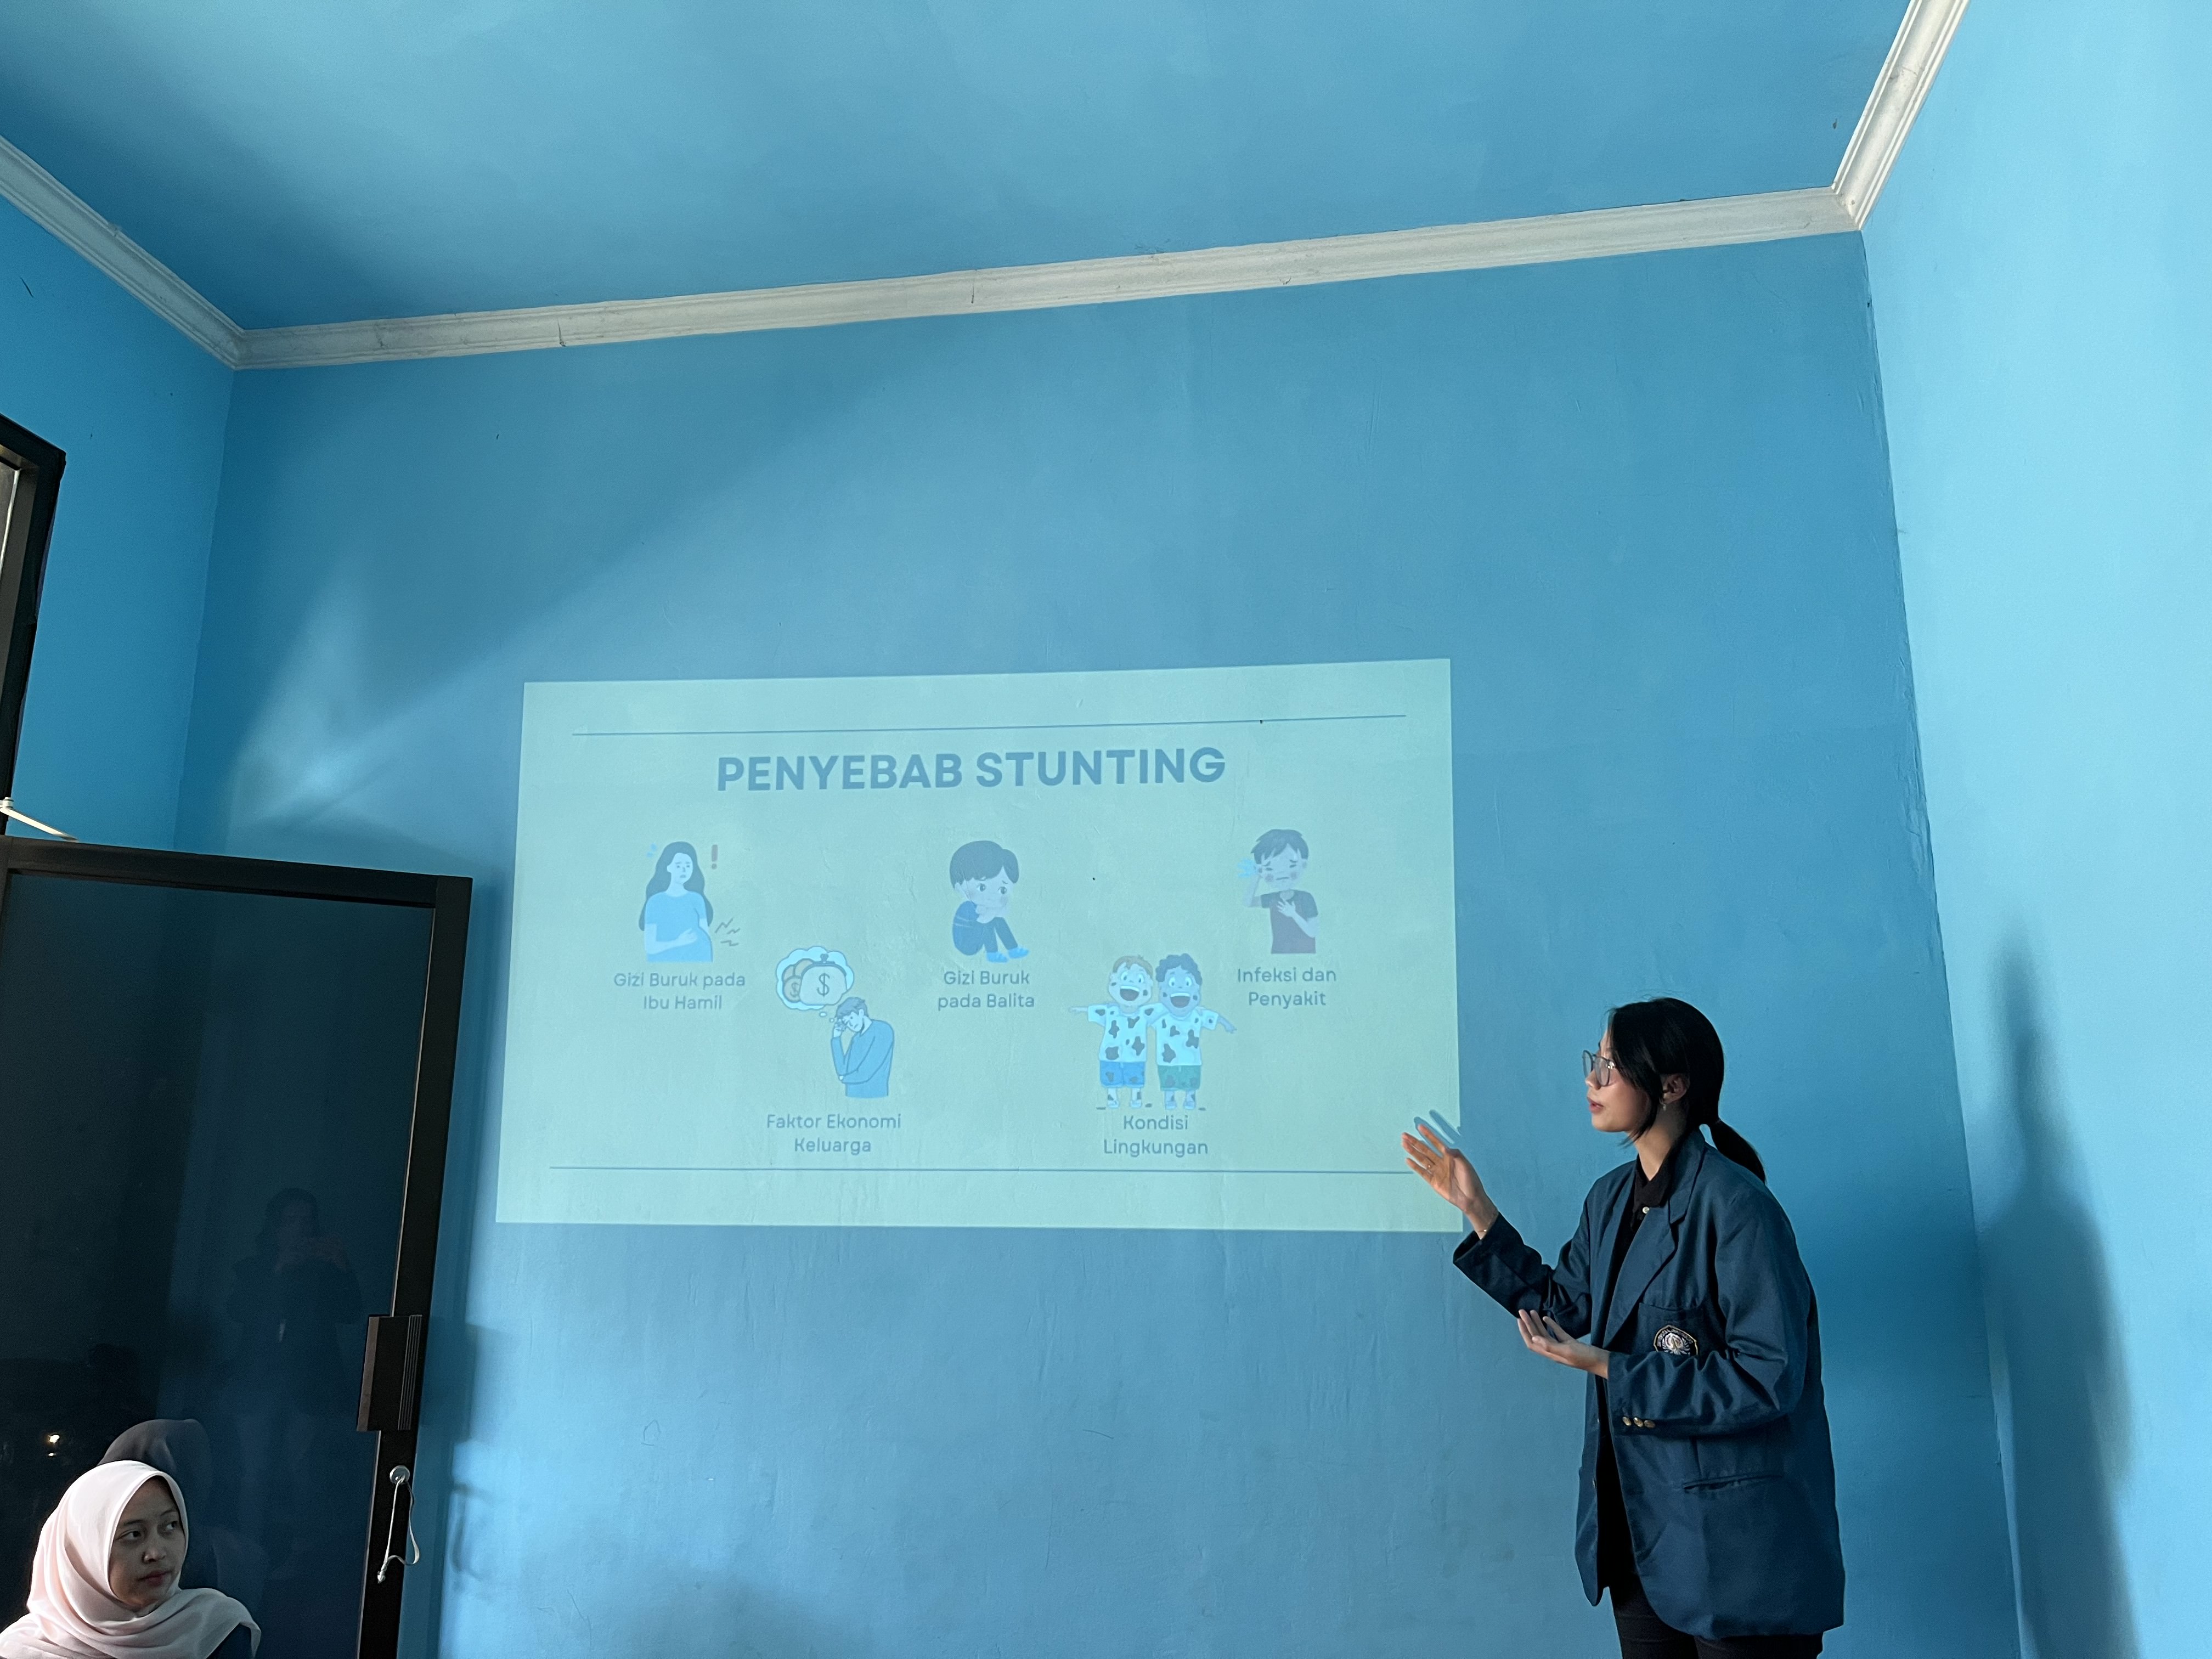 PENYEBAB STUNTING
Gizi Buruk pada
Ibu Hamil
Gizi Buruk
pada Balita
Infeksi dan
Penyakit
Faktor Ekonomi
Keluarga
Kondisi
Lingkungan